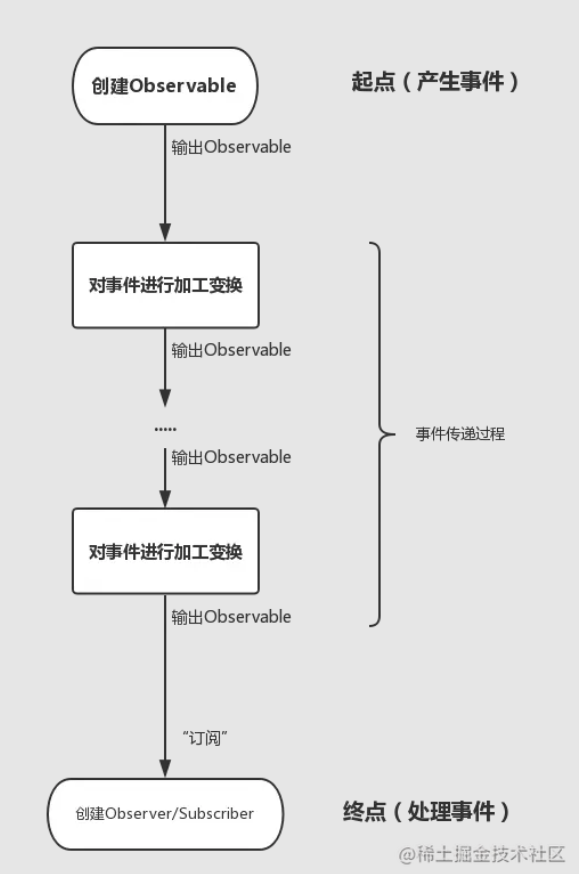 创建Observable
起点（产生事件）
输出Observable
对事件进行加工变换
输出Observable
.....
输出Observable
事件传递过程
对事件进行加工变换
输出Observable
“订阅”
创建Observer/Subscriber
终点（处理事件）
@稀土掘金技术社区